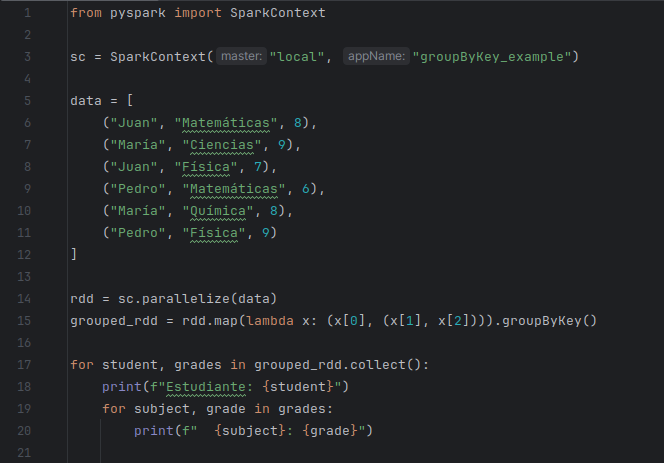 1 from pyspark import SparkContext
2
3 sc = SparkContext( master: "local", appName: "groupByKey_example")
4
5 data = [
6     ("Juan", "Matemáticas", 8),
7     ("María", "Ciencias", 9),
8     ("Juan", "Física", 7),
9     ("Pedro", "Matemáticas", 6),
10     ("María", "Química", 8),
11     ("Pedro", "Física", 9)
12 ]
13
14 rdd = sc.parallelize(data)
15 grouped_rdd = rdd.map(lambda x: (x[0], (x[1], x[2]))).groupByKey()
16
17 for student, grades in grouped_rdd.collect():
18     print(f"Estudiante: {student}")
19     for subject, grade in grades:
20         print(f"  {subject}: {grade}")
21